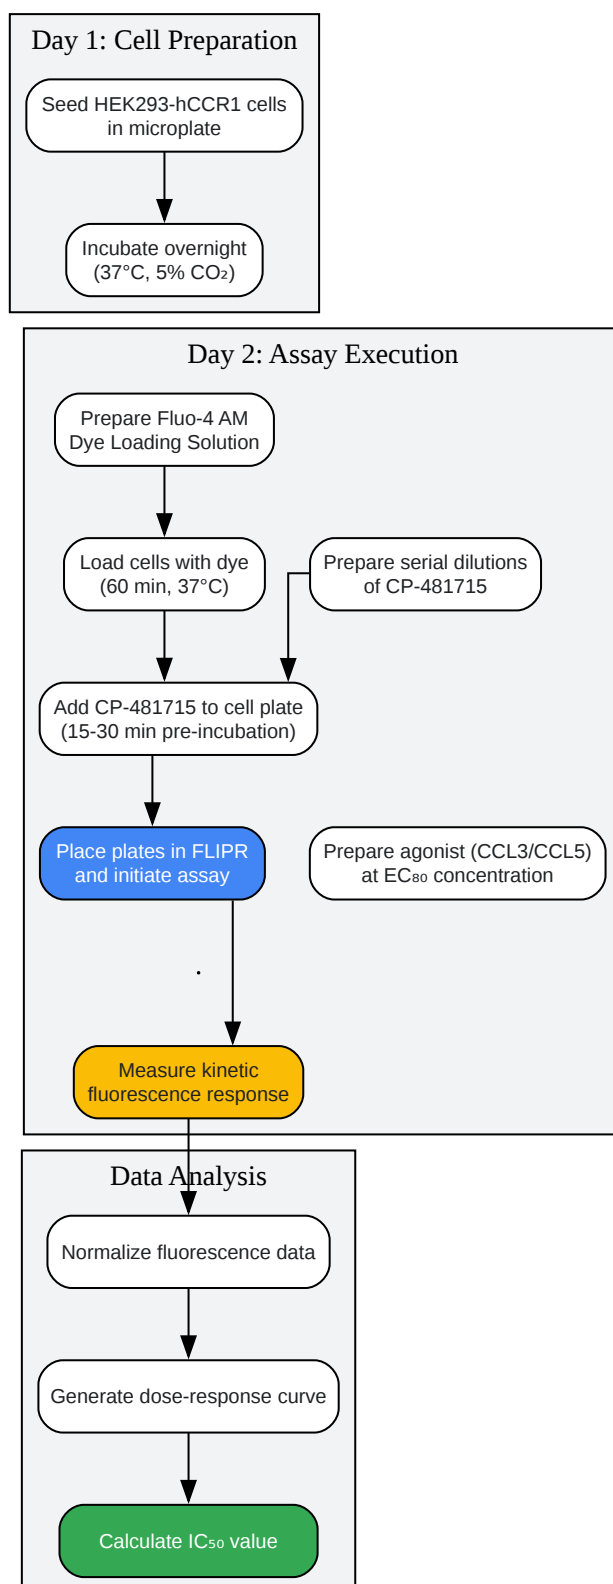 Day 1: Cell Preparation
Seed HEK293-hCCR1 cells
in microplate
Incubate overnight
(37°C, 5% CO₂)
Day 2: Assay Execution
Prepare Fluo-4 AM
Dye Loading Solution
Load cells with dye
(60 min, 37°C)
Prepare serial dilutions
of CP-481715
Add CP-481715 to cell plate
(15-30 min pre-incubation)
Place plates in FLIPR
and initiate assay
Prepare agonist (CCL3/CCL5)
at EC₈₀ concentration
Measure kinetic
fluorescence response
Data Analysis
Normalize fluorescence data
Generate dose-response curve
Calculate IC₅₀ value